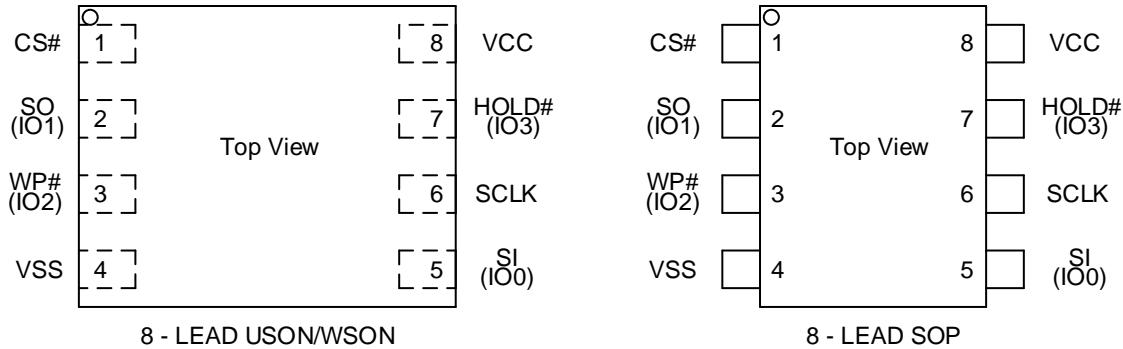 CS#
1
8
VCC
SO
(IO1)
2
7
HOLD#
(IO3)
Top View
WP#
(IO2)
3
6
SCLK
VSS
4
5
SI
(IO0)
8 - LEAD USON/WSON
CS#
1
8
VCC
SO
(IO1)
2
7
HOLD#
(IO3)
Top View
WP#
(IO2)
3
6
SCLK
VSS
4
5
SI
(IO0)
8 - LEAD SOP